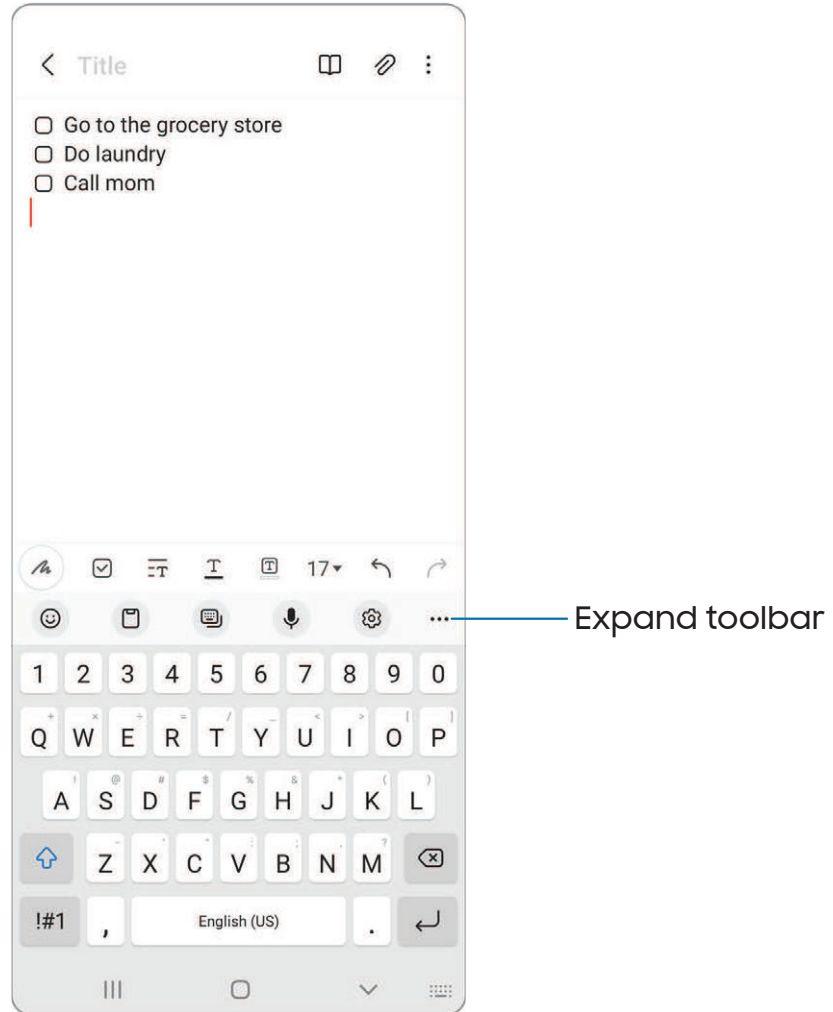 Title
Go to the grocery store
Do laundry
Call mom
T T T 17
Expand toolbar
1 2 3 4 5 6 7 8 9 0
+ × ÷ = / _ < > [ ]
Q W E R T Y U I O P
! @ # $ % & * ( )
A S D F G H J K L
- ' " : ; , ?
Z X C V B N M
!#1 , English (US) .